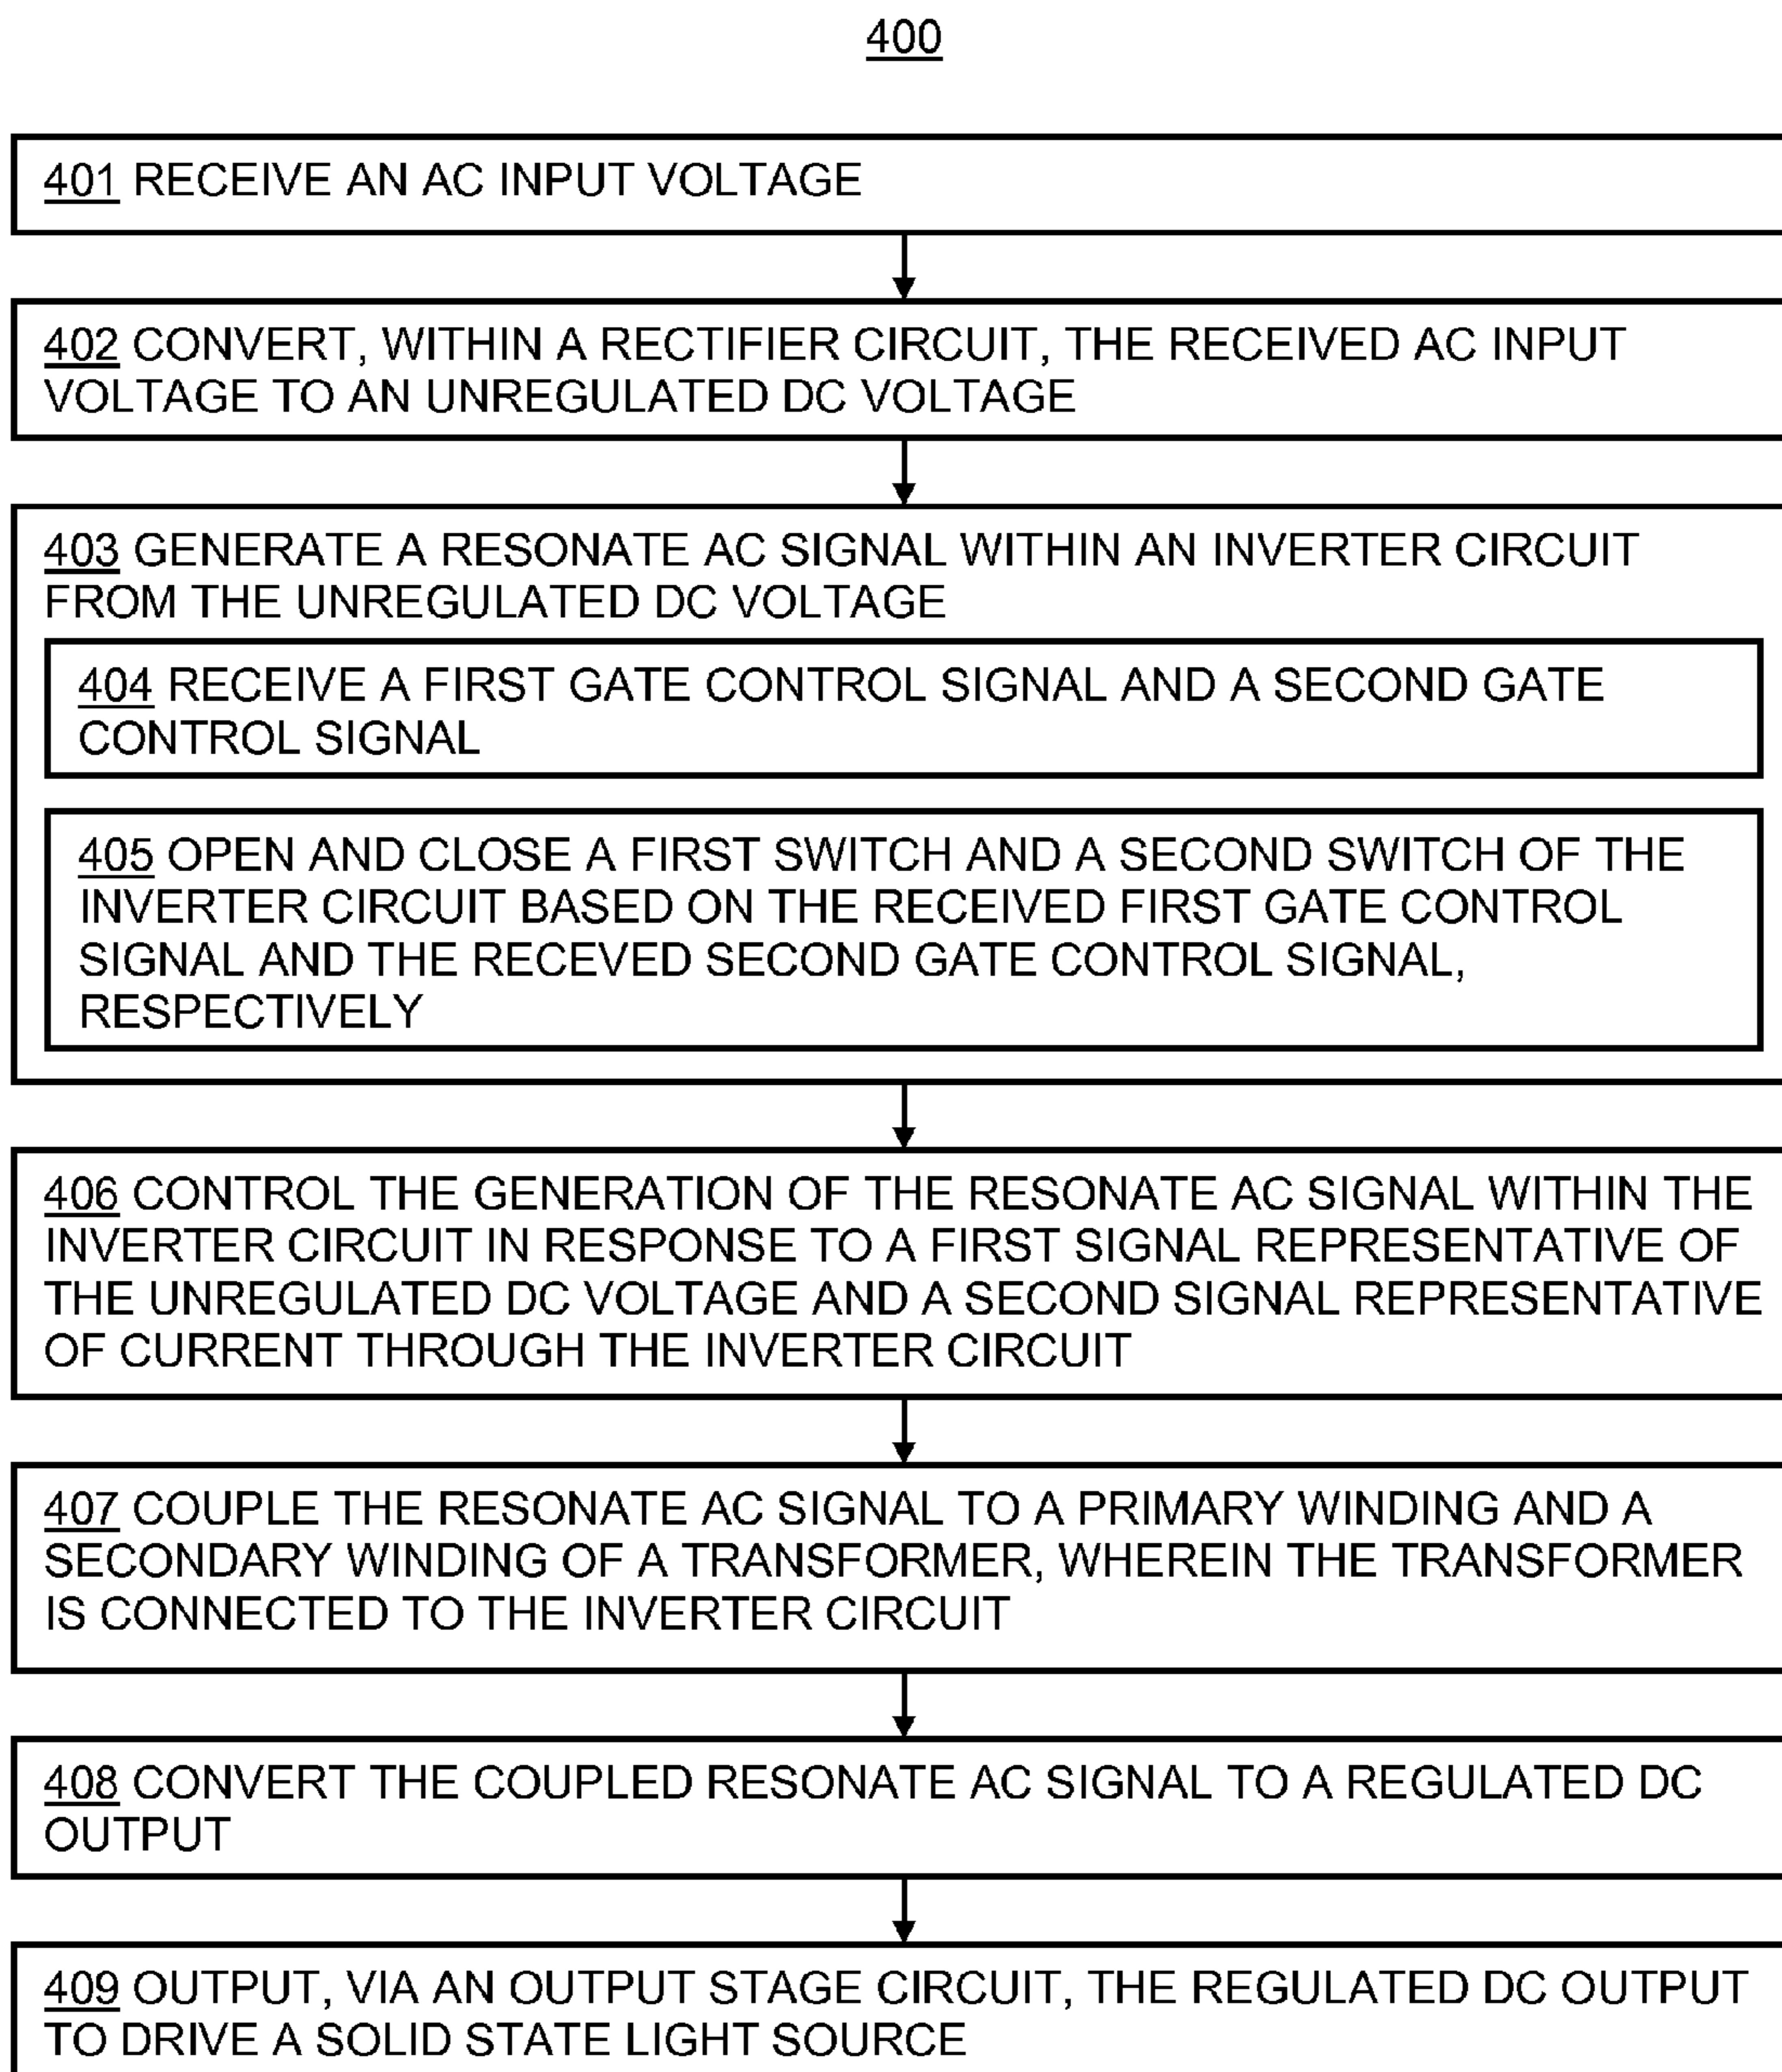 400
401 RECEIVE AN AC INPUT VOLTAGE
402 CONVERT, WITHIN A RECTIFIER CIRCUIT, THE RECEIVED AC INPUT
VOLTAGE TO AN UNREGULATED DC VOLTAGE
403 GENERATE A RESONATE AC SIGNAL WITHIN AN INVERTER CIRCUIT
FROM THE UNREGULATED DC VOLTAGE
404 RECEIVE A FIRST GATE CONTROL SIGNAL AND A SECOND GATE
CONTROL SIGNAL
405 OPEN AND CLOSE A FIRST SWITCH AND A SECOND SWITCH OF THE
INVERTER CIRCUIT BASED ON THE RECEIVED FIRST GATE CONTROL
SIGNAL AND THE RECEVED SECOND GATE CONTROL SIGNAL,
RESPECTIVELY
406 CONTROL THE GENERATION OF THE RESONATE AC SIGNAL WITHIN THE
INVERTER CIRCUIT IN RESPONSE TO A FIRST SIGNAL REPRESENTATIVE OF
THE UNREGULATED DC VOLTAGE AND A SECOND SIGNAL REPRESENTATIVE
OF CURRENT THROUGH THE INVERTER CIRCUIT
407 COUPLE THE RESONATE AC SIGNAL TO A PRIMARY WINDING AND A
SECONDARY WINDING OF A TRANSFORMER, WHEREIN THE TRANSFORMER
IS CONNECTED TO THE INVERTER CIRCUIT
408 CONVERT THE COUPLED RESONATE AC SIGNAL TO A REGULATED DC
OUTPUT
409 OUTPUT, VIA AN OUTPUT STAGE CIRCUIT, THE REGULATED DC OUTPUT
TO DRIVE A SOLID STATE LIGHT SOURCE